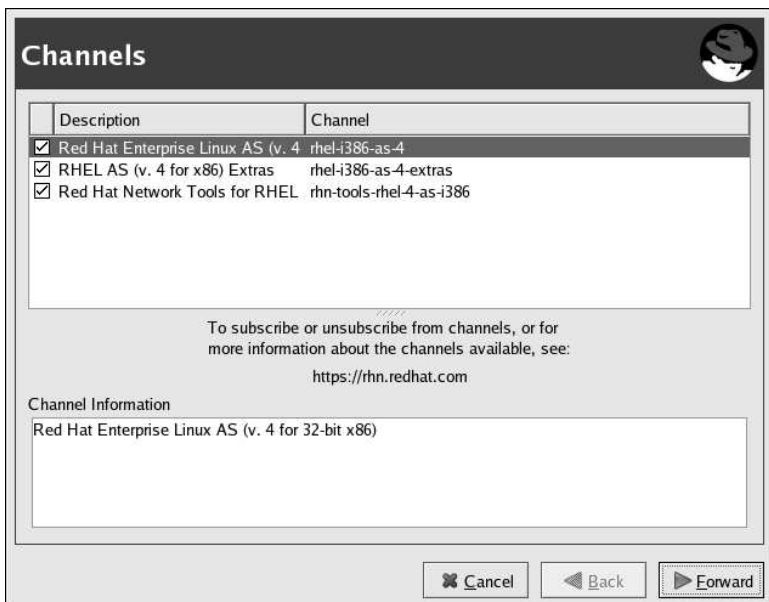 Channels
Description Channel
Red Hat Enterprise Linux AS (v. 4 rhel-i386-as-4
RHEL AS (v. 4 for x86) Extras rhel-i386-as-4-extras
Red Hat Network Tools for RHEL rhn-tools-rhel-4-as-i386
To subscribe or unsubscribe from channels, or for
more information about the channels available, see:
https://rhn.redhat.com
Channel Information
Red Hat Enterprise Linux AS (v. 4 for 32-bit x86)
Cancel Back Forward